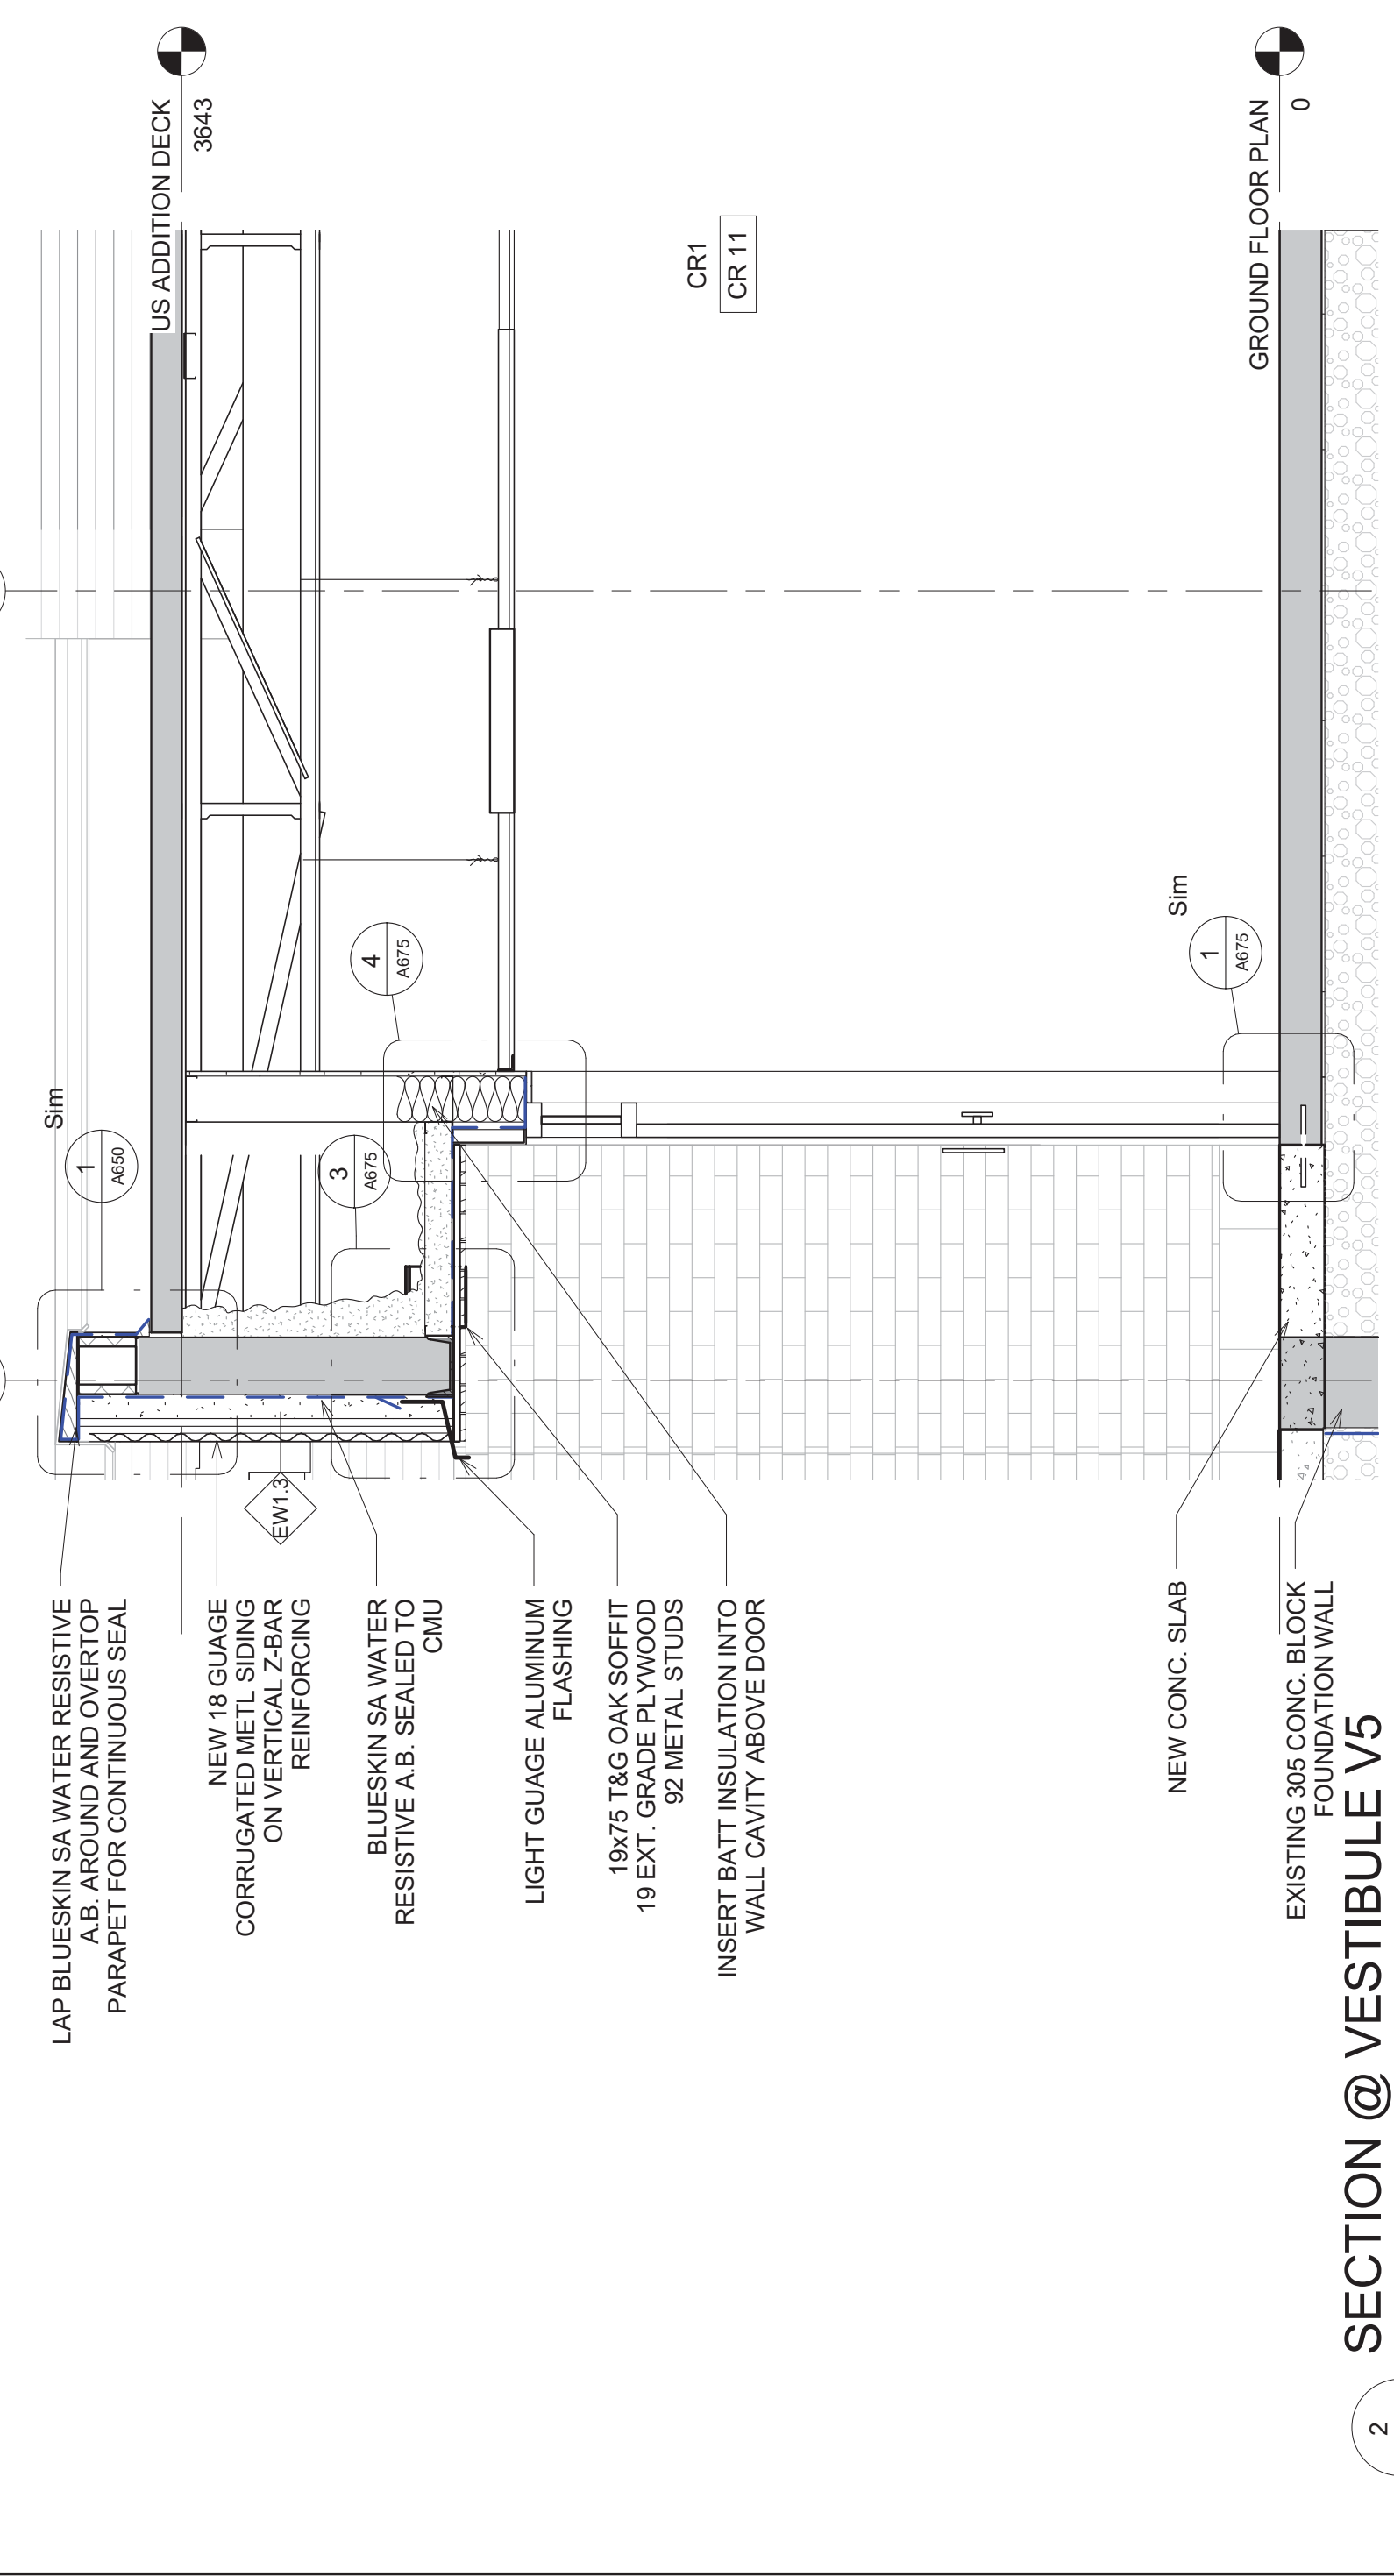 LAP BLUESKIN SA WATER RESISTIVE
A.B. AROUND AND OVERTOP
PARAPET FOR CONTINUOUS SEAL
NEW 18 GUAGE
CORRUGATED METL SIDING
ON VERTICAL Z-BAR
REINFORCING
BLUESKIN SA WATER
RESISTIVE A.B. SEALED TO
CMU
LIGHT GUAGE ALUMINUM
FLASHING
19x75 T&G OAK SOFFIT
19 EXT. GRADE PLYWOOD
92 METAL STUDS
INSERT BATT INSULATION INTO
WALL CAVITY ABOVE DOOR
NEW CONC. SLAB
EXISTING 305 CONC. BLOCK
FOUNDATION WALL
EW1.3
Sim
1
A650
3
A675
4
A675
Sim
1
A675
US ADDITION DECK
3643
CR1
CR 11
GROUND FLOOR PLAN
0
2
SECTION @ VESTIBULE V5